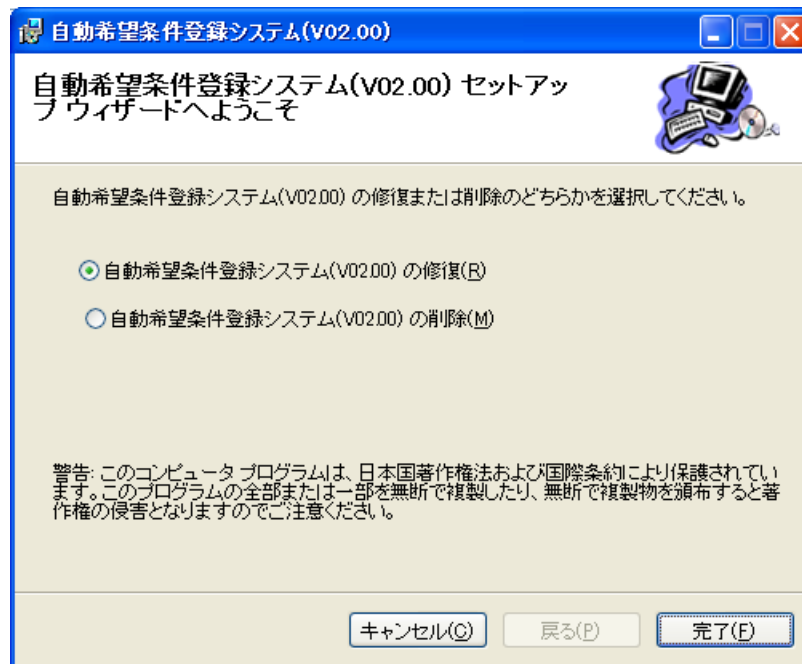 自動希望条件登録システム(V02.00)
自動希望条件登録システム(V02.00) セットアッ
プ ウィザードへようこそ
自動希望条件登録システム(V02.00) の修復または削除のどちらかを選択してください。
自動希望条件登録システム(V02.00) の修復(R)
自動希望条件登録システム(V02.00) の削除(M)
警告: このコンピュータ プログラムは、日本国著作権法および国際条約により保護されてい
ます。このプログラムの全部または一部を無断で複製したり、無断で複製物を頒布すると著
作権の侵害となりますのでご注意ください。
キャンセル(C)
戻る(P)
完了(F)